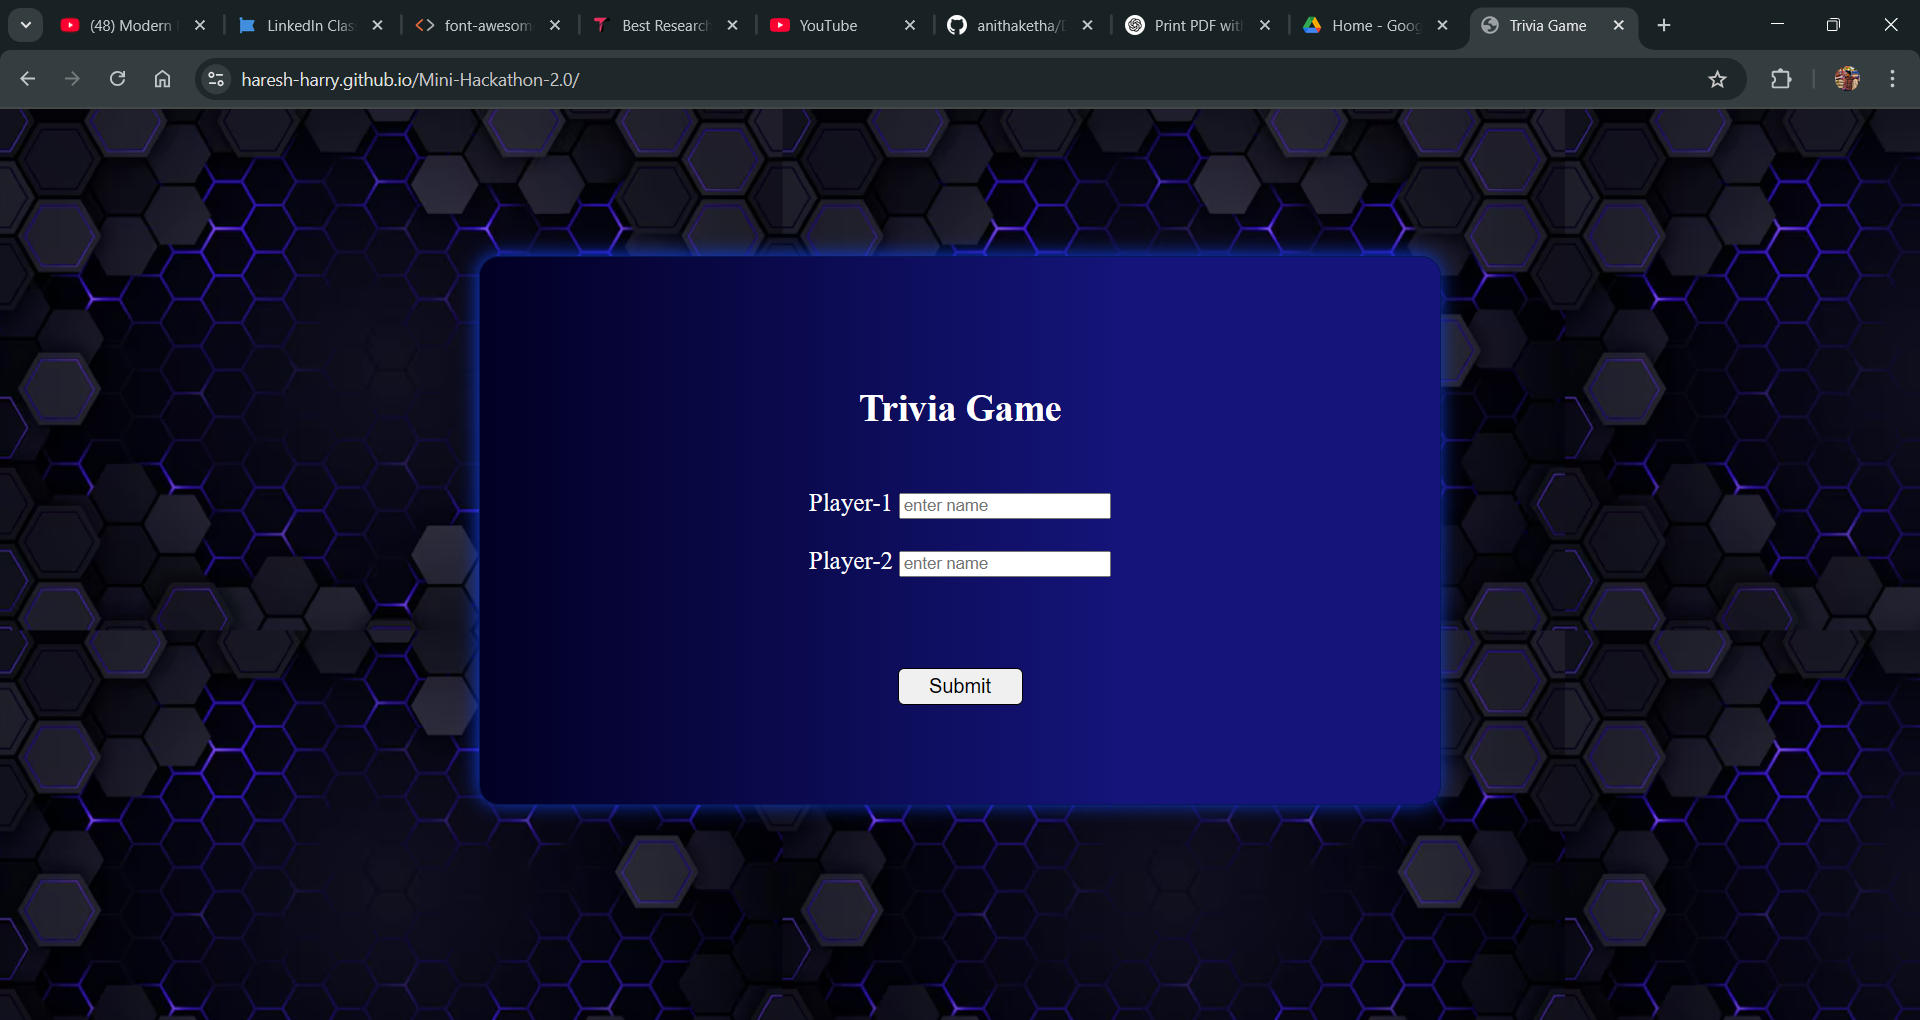 (48) Modern
LinkedIn Clas
font-awesom
Best Research
YouTube
anithaketha/
Print PDF wit
Home - Goog
Trivia Game
haresh-harry.github.io/Mini-Hackathon-2.0/
Trivia Game
Player-1 enter name
Player-2 enter name
Submit